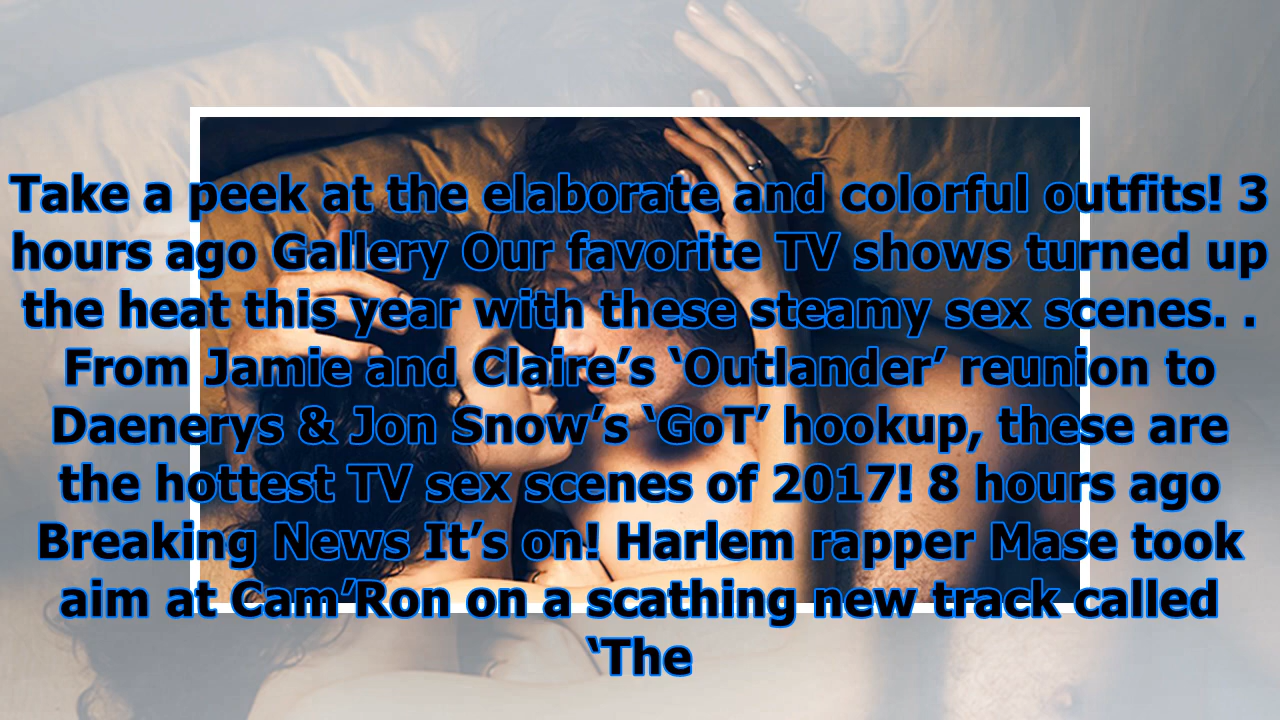 Take a peek at the elaborate and colorful outfits! 3
hours ago Gallery Our favorite TV shows turned up
the heat this year with these steamy sex scenes. .
From Jamie and Claire’s ‘Outlander’ reunion to
Daenerys & Jon Snow’s ‘GoT’ hookup, these are
the hottest TV sex scenes of 2017! 8 hours ago
Breaking News It’s on! Harlem rapper Mase took
aim at Cam’Ron on a scathing new track called
‘The